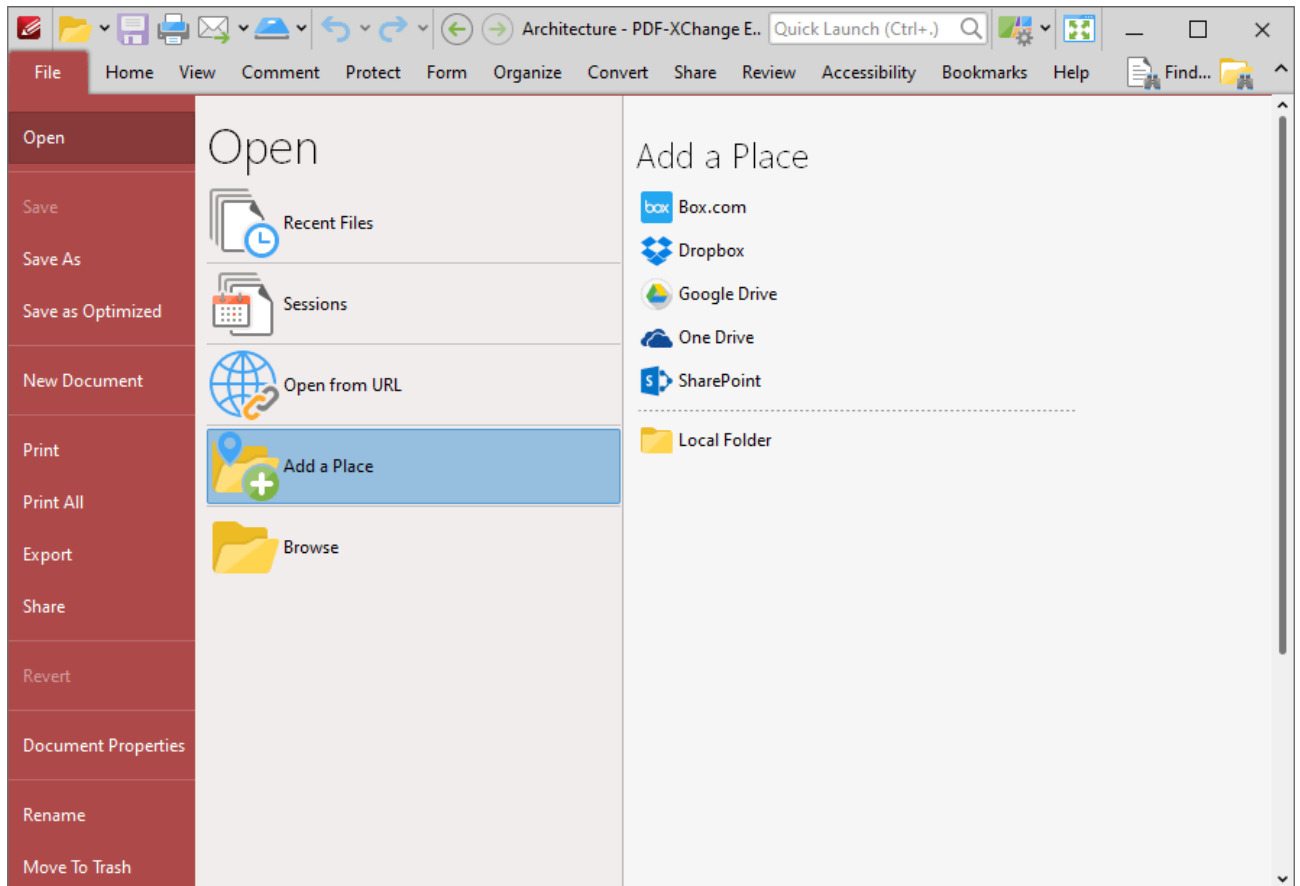 Architecture - PDF-XChange E.. Quick Launch (Ctrl+.)
File Home View Comment Protect Form Organize Convert Share Review Accessibility Bookmarks Help Find...
Open
Save
Save As
Save as Optimized
New Document
Print
Print All
Export
Share
Revert
Document Properties
Rename
Move To Trash
Open
Recent Files
Sessions
Open from URL
Add a Place
Browse
Add a Place
box Box.com
Dropbox
Google Drive
One Drive
S SharePoint
Local Folder